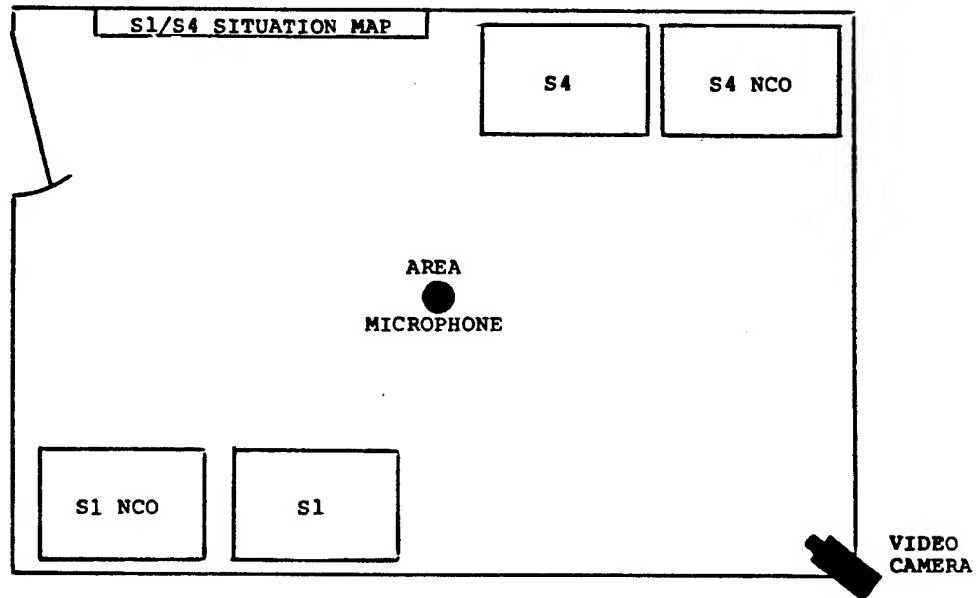 S1/S4 SITUATION MAP
S4
S4 NCO
AREA
MICROPHONE
S1 NCO
S1
VIDEO
CAMERA